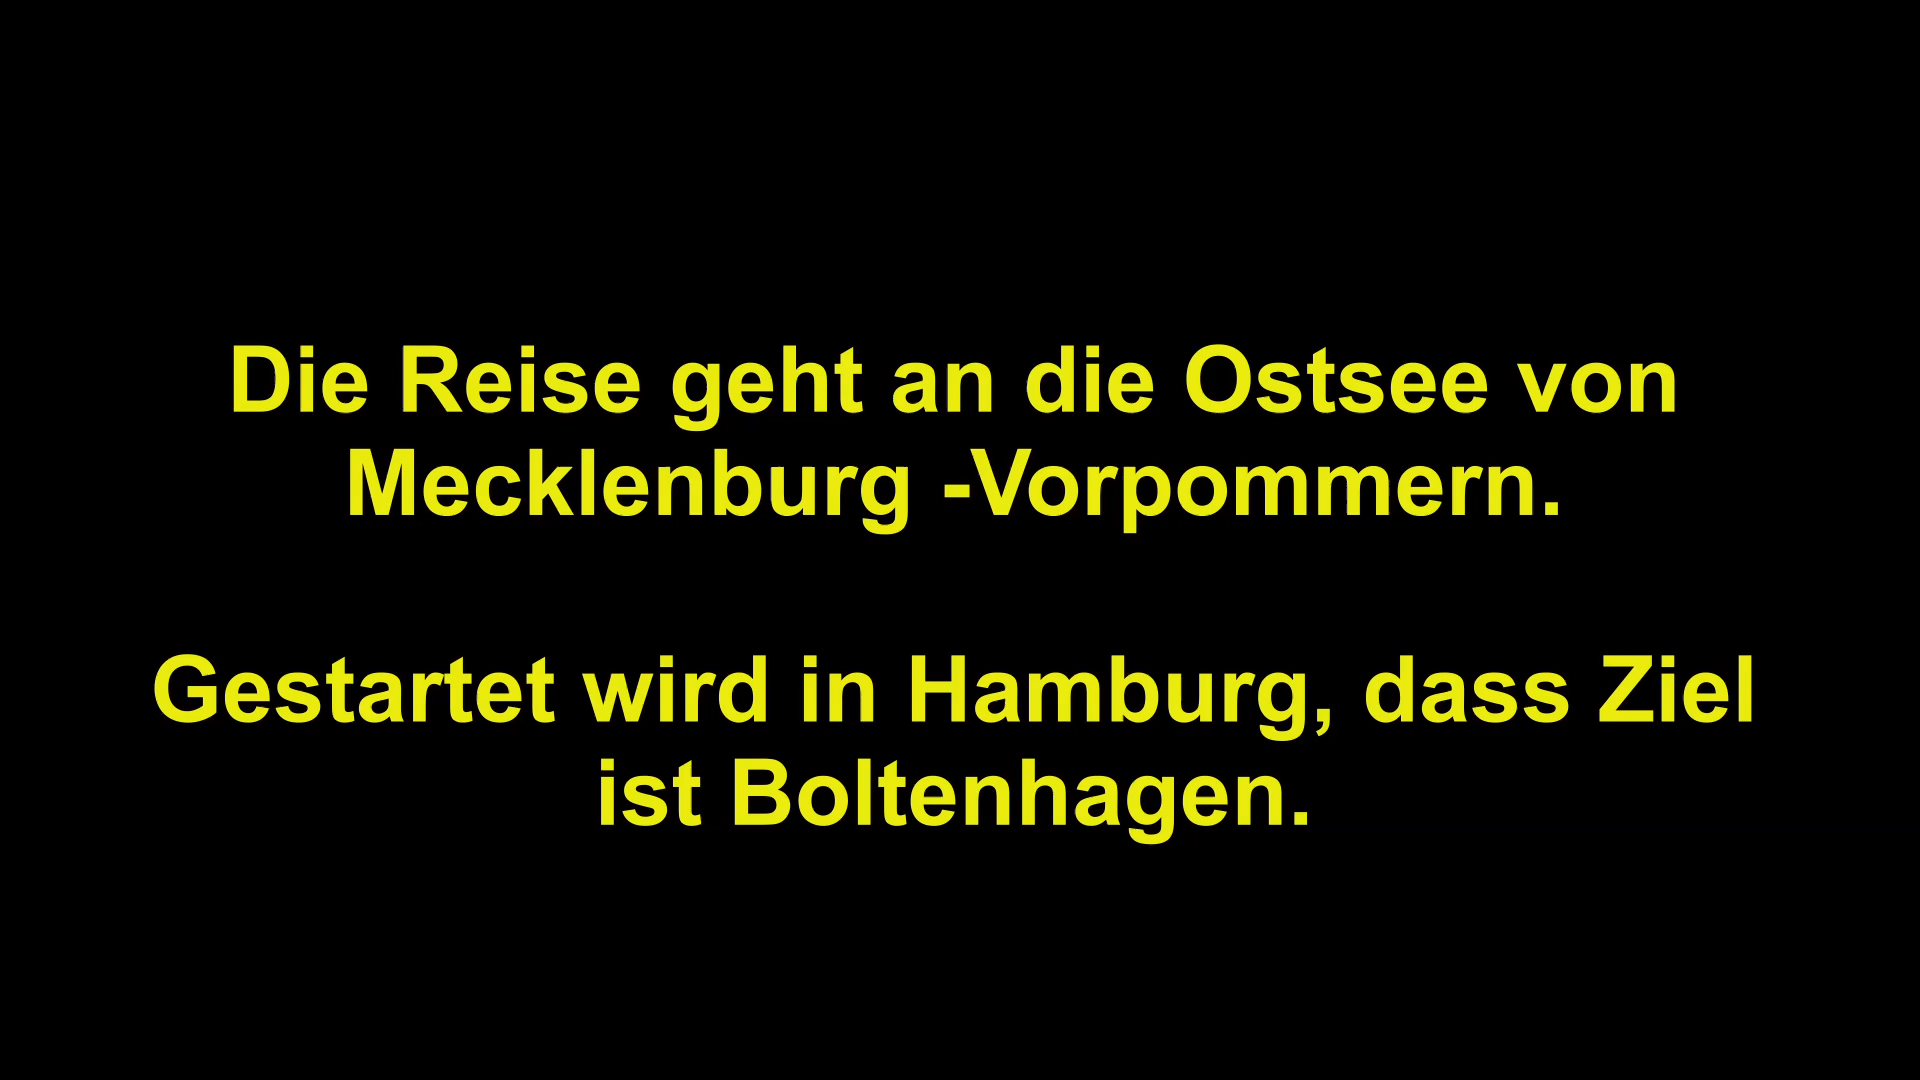 Die Reise geht an die Ostsee von
Mecklenburg -Vorpommern.
Gestartet wird in Hamburg, dass Ziel
ist Boltenhagen.